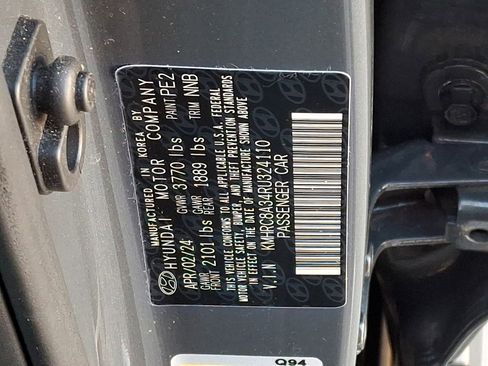 MANUFACTURED IN KOREA BY
HYUNDAI MOTOR COMPANY
APR/02/24 GVWR 3770 lbs PAINT PE2
GAWR FRONT 2101 lbs GAWR REAR 1889 lbs TRIM NNB
THIS VEHICLE CONFORMS TO ALL APPLICABLE U.S.A. FEDERAL
MOTOR VEHICLE SAFETY, BUMPER, AND THEFT PREVENTION STANDARDS
IN EFFECT ON THE DATE OF MANUFACTURE SHOWN ABOVE.
V.I.N KMHRC8A34RU324110
PASSENGER CAR
Q94